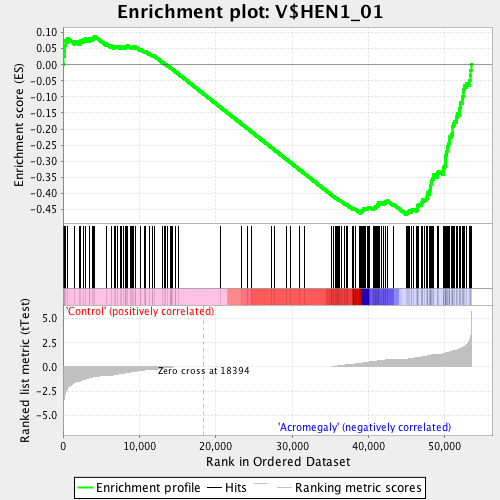 Enrichment plot: V$HEN1_01
Enrichment score (ES)
0.10
0.05
0.00
-0.05
-0.10
-0.15
-0.20
-0.25
-0.30
-0.35
-0.40
-0.45
Ranked list metric (tTest)
5.0
2.5
0.0
-2.5
-5.0
'Control' (positively correlated)
Zero cross at 18394
'Acromegaly' (negatively correlated)
0
10,000
20,000
30,000
40,000
50,000
Rank in Ordered Dataset
Enrichment profile
Hits
Ranking metric scores